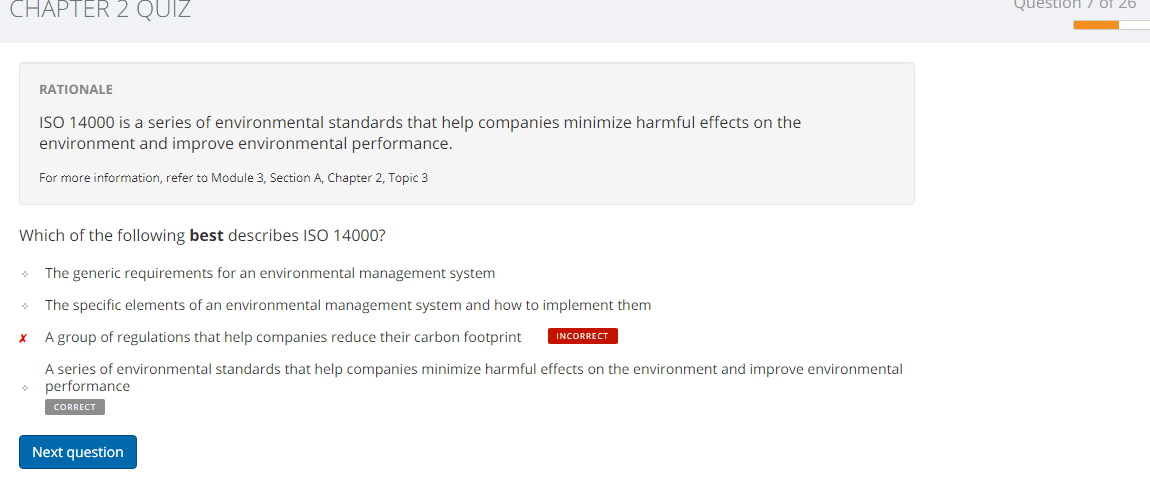 CHAPTER 2 QUIZ
Question 7 of 26
RATIONALE
ISO 14000 is a series of environmental standards that help companies minimize harmful effects on the
environment and improve environmental performance.
For more information, refer to Module 3, Section A, Chapter 2, Topic 3
Which of the following best describes ISO 14000?
The generic requirements for an environmental management system
The specific elements of an environmental management system and how to implement them
✗ A group of regulations that help companies reduce their carbon footprint INCORRECT
A series of environmental standards that help companies minimize harmful effects on the environment and improve environmental
performance
CORRECT
Next question